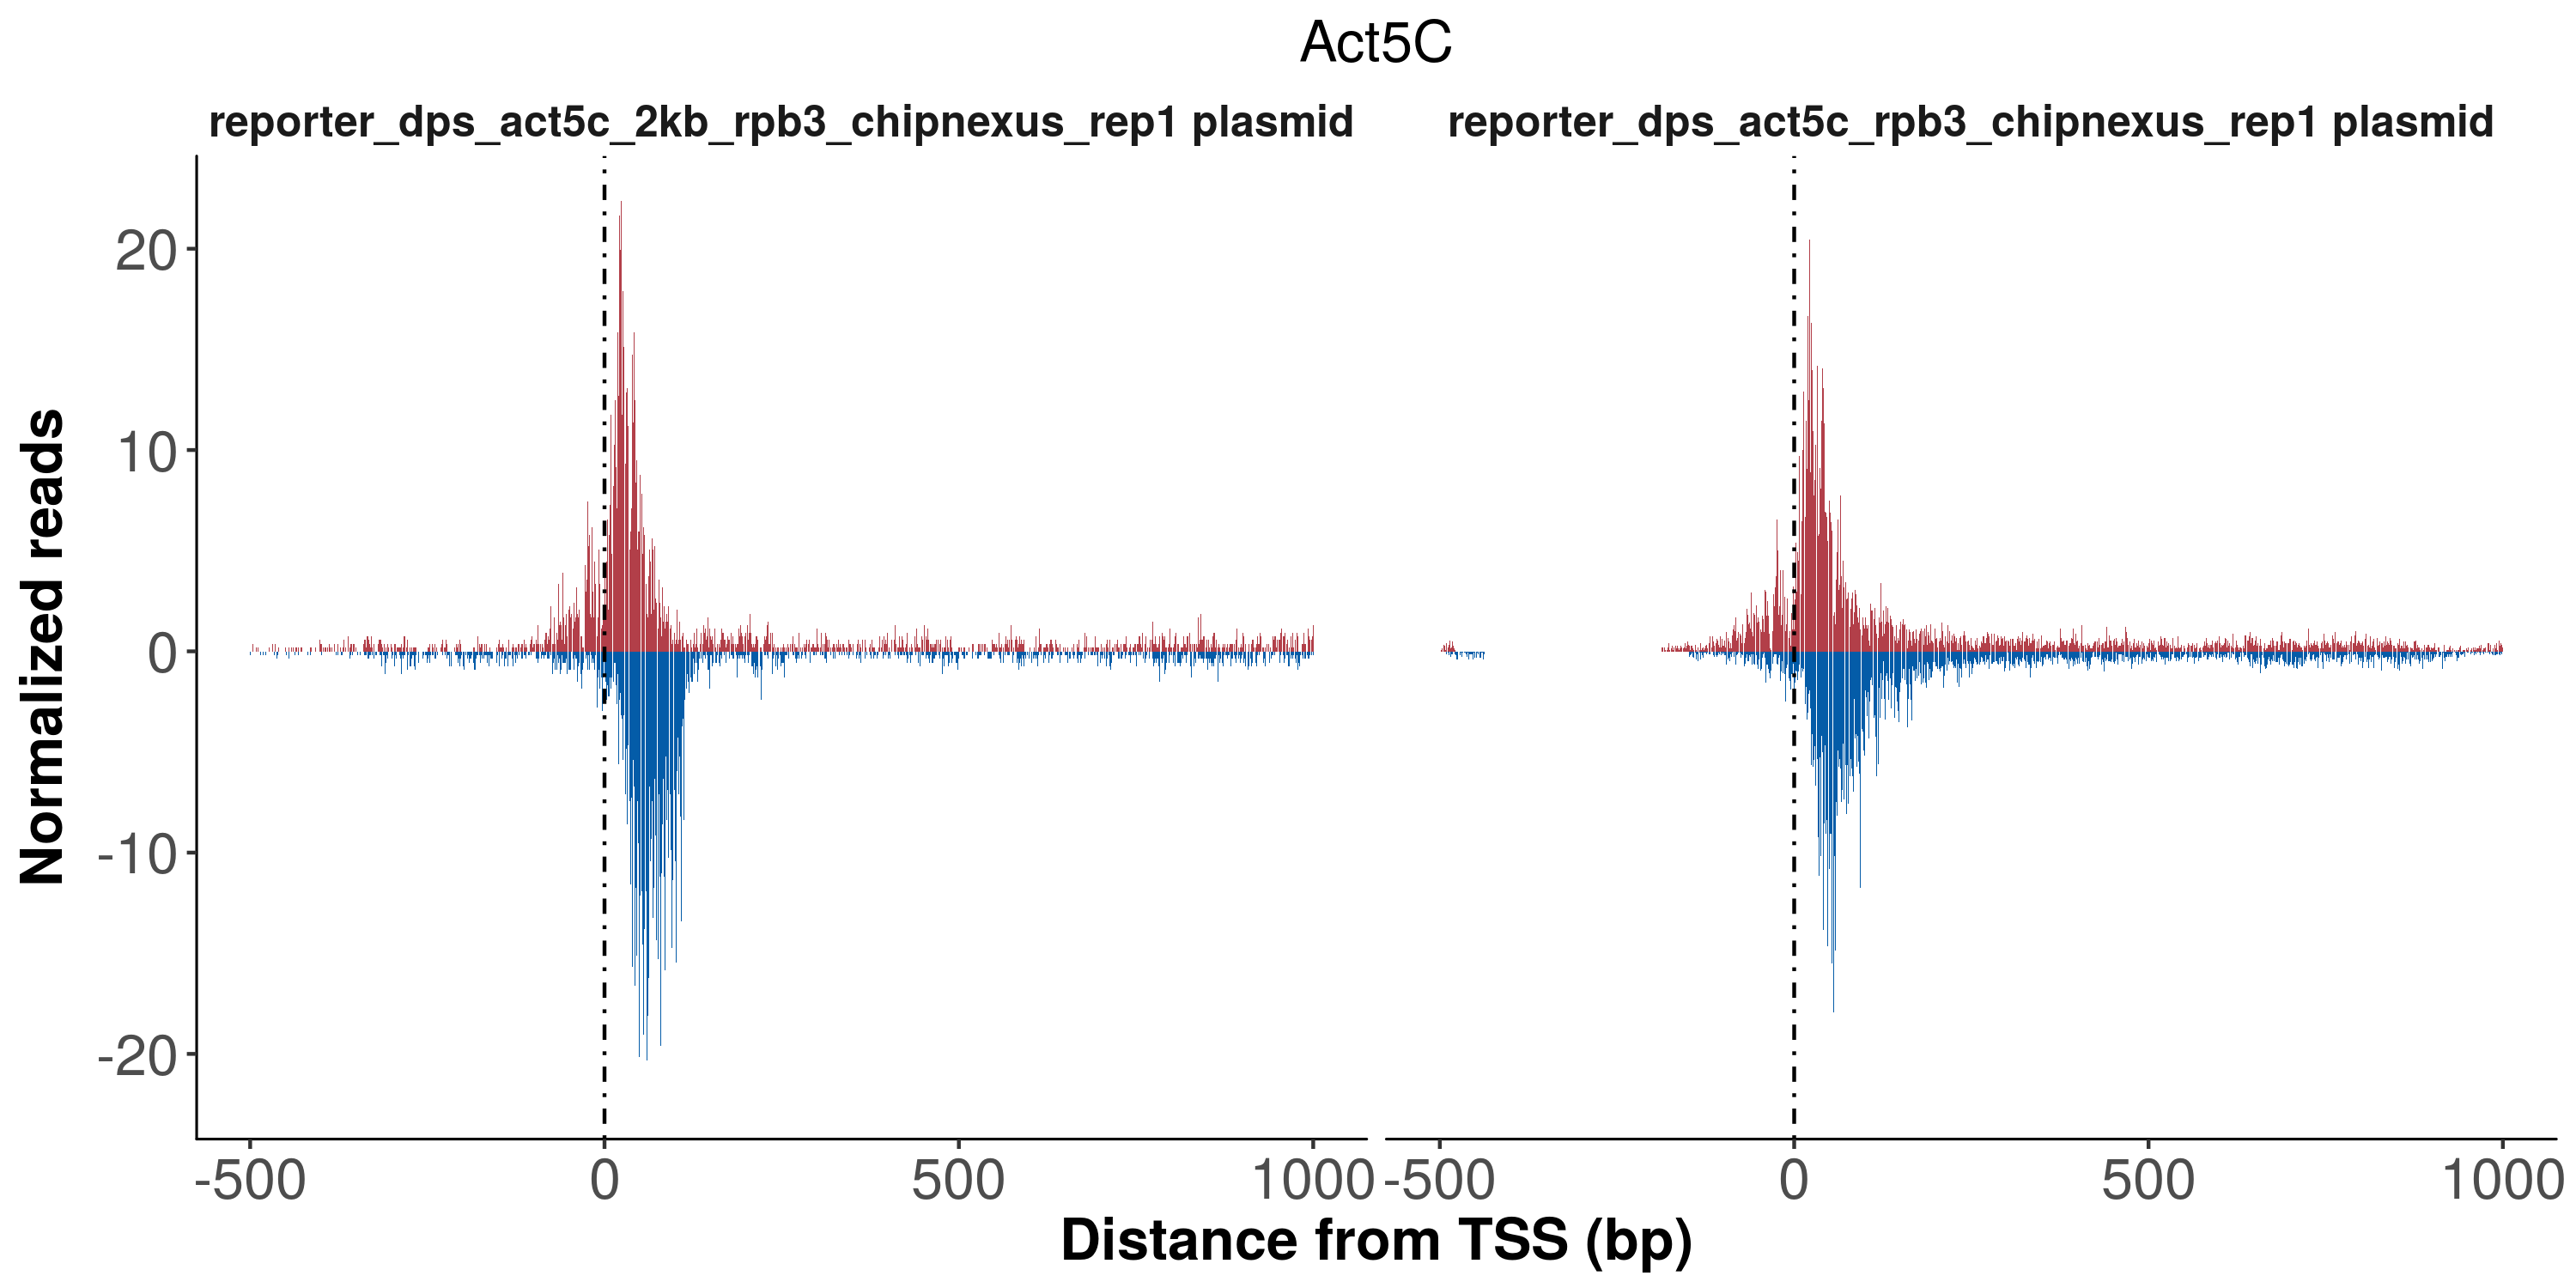 Act5C
reporter_dps_act5c_2kb_rpb3_chipnexus_rep1 plasmid
reporter_dps_act5c_rpb3_chipnexus_rep1 plasmid
Normalized reads
20
10
0
-10
-20
-500 0 500 1000
-500 0 500 1000
Distance from TSS (bp)